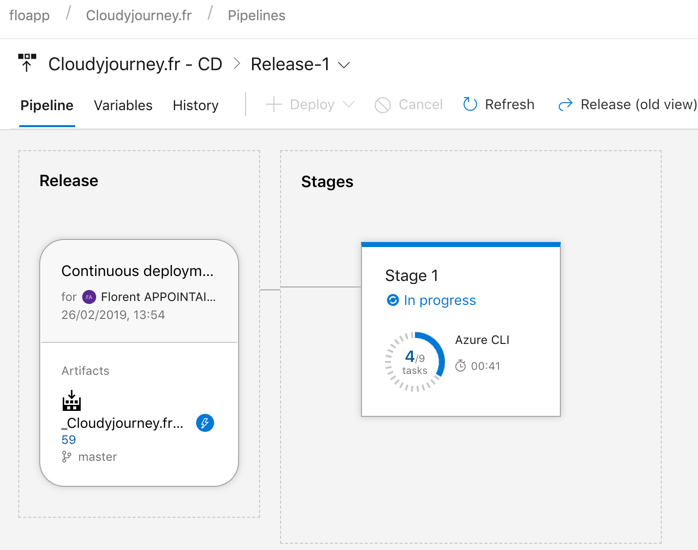 floapp / Cloudyjourney.fr / Pipelines
Cloudyjourney.fr - CD > Release-1
Pipeline Variables History Deploy Cancel Refresh Release (old view)
Release
Stages
Continuous deploym...
for FA Florent APPOINTAI...
26/02/2019, 13:54
Artifacts
_Cloudyjourney.fr...
59
master
Stage 1
In progress
4/9
tasks
Azure CLI
00:41